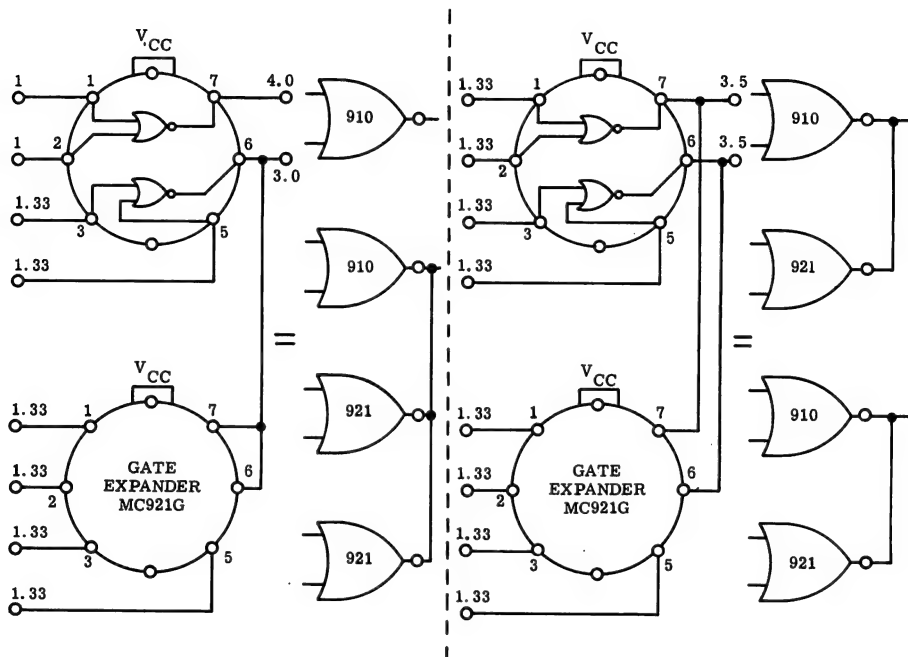 VCC
1 1 7 4.0
1 2 6 3.0
1.33 3 5
1.33
910
910
=
921
921
VCC
1.33 1 7
1.33 2 6
GATE
EXPANDER
MC921G
1.33 3 5
1.33
VCC
1.33 1 7 3.5
1.33 2 6 3.5
1.33 3 5
1.33
910
921
=
910
921
VCC
1.33 1 7
1.33 2 6
GATE
EXPANDER
MC921G
1.33 3 5
1.33